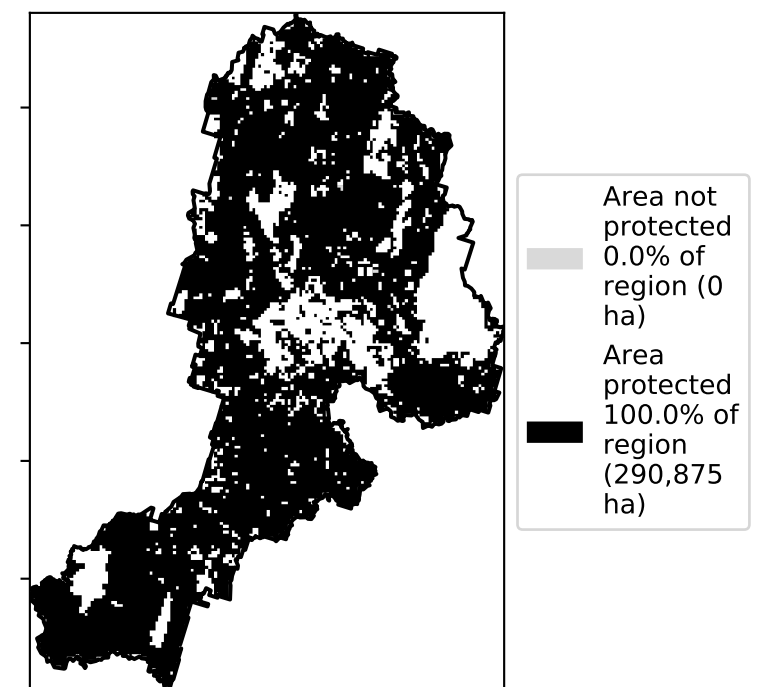 Area not
protected
0.0% of
region (0
ha)
Area
protected
100.0% of
region
(290,875
ha)